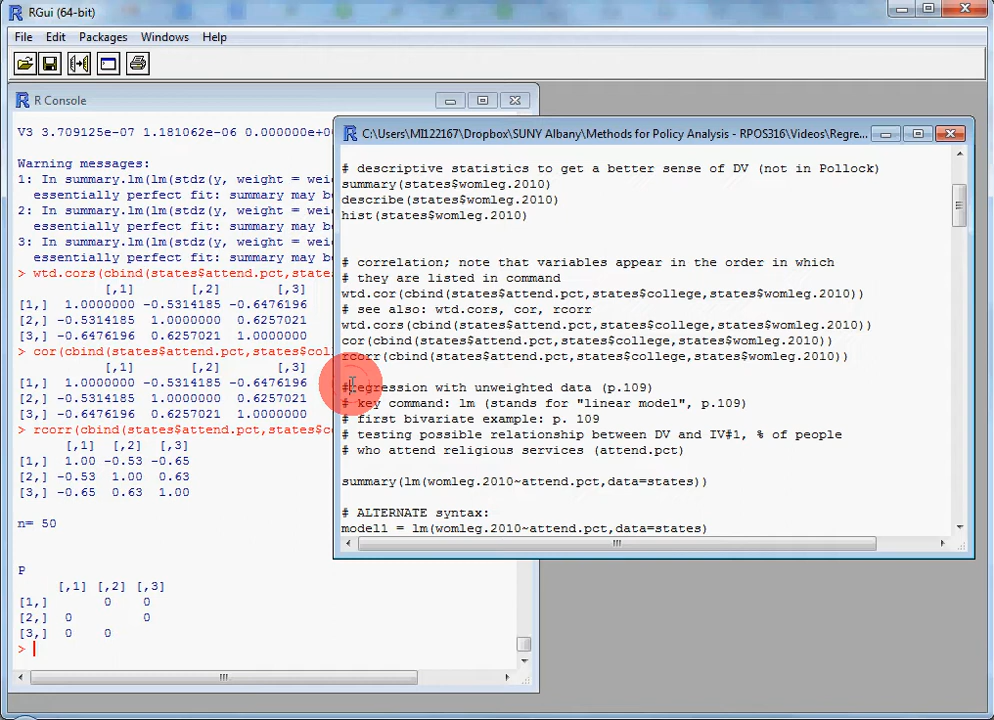 RGui (64-bit)
File Edit Packages Windows Help
R Console
V3 3.709125e-07 1.181062e-06 0.000000e+0
Warning messages:
1: In summary.lm(lm(stdz(y, weight = wei
essentially perfect fit: summary may be
2: In summary.lm(lm(stdz(y, weight = wei
essentially perfect fit: summary may be
3: In summary.lm(lm(stdz(y, weight = wei
essentially perfect fit: summary may be
> wtd.cors(cbind(states$attend.pct,states
[,1] [,2] [,3]
[1,] 1.0000000 -0.5314185 -0.6476196
[2,] -0.5314185 1.0000000 0.6257021
[3,] -0.6476196 0.6257021 1.0000000
> cor(cbind(states$attend.pct,states$coll
[,1] [,2] [,3]
[1,] 1.0000000 -0.5314185 -0.6476196
[2,] -0.5314185 1.0000000 0.6257021
[3,] -0.6476196 0.6257021 1.0000000
> rcorr(cbind(states$attend.pct,states$co
[,1] [,2] [,3]
[1,] 1.00 -0.53 -0.65
[2,] -0.53 1.00 0.63
[3,] -0.65 0.63 1.00
n= 50
P
[,1] [,2] [,3]
[1,] 0 0
[2,] 0 0
[3,] 0 0
>
C:\Users\MI122167\Dropbox\SUNY Albany\Methods for Policy Analysis - RPOS316\Videos\Regre...
# descriptive statistics to get a better sense of DV (not in Pollock)
summary(states$womleg.2010)
describe(states$womleg.2010)
hist(states$womleg.2010)
# correlation; note that variables appear in the order in which
# they are listed in command
wtd.cor(cbind(states$attend.pct,states$college,states$womleg.2010))
# see also: wtd.cors, cor, rcorr
wtd.cors(cbind(states$attend.pct,states$college,states$womleg.2010))
cor(cbind(states$attend.pct,states$college,states$womleg.2010))
rcorr(cbind(states$attend.pct,states$college,states$womleg.2010))
#regression with unweighted data (p.109)
# key command: lm (stands for "linear model", p.109)
# first bivariate example: p. 109
# testing possible relationship between DV and IV#1, % of people
# who attend religious services (attend.pct)
summary(lm(womleg.2010~attend.pct,data=states))
# ALTERNATE syntax:
model1 = lm(womleg.2010~attend.pct,data=states)